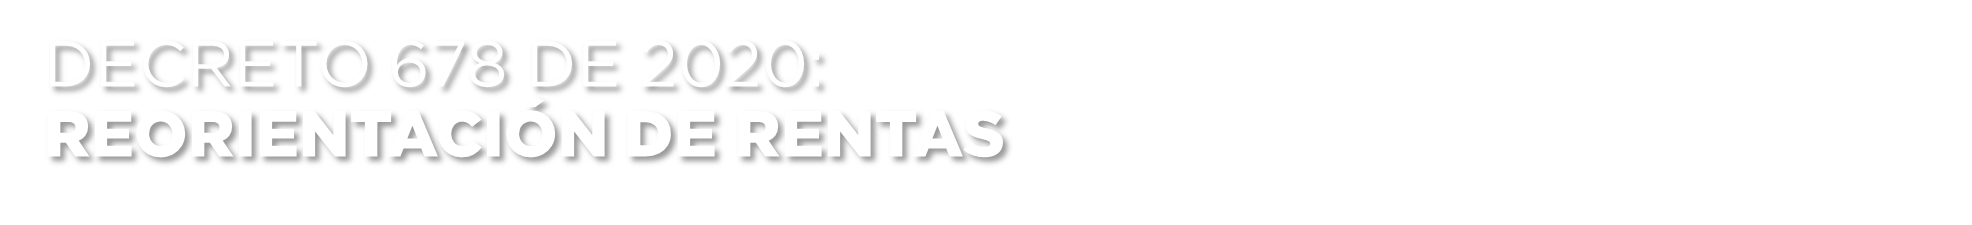 DECRETO 678 DE 2020:
REORIENTACIÓN DE RENTAS